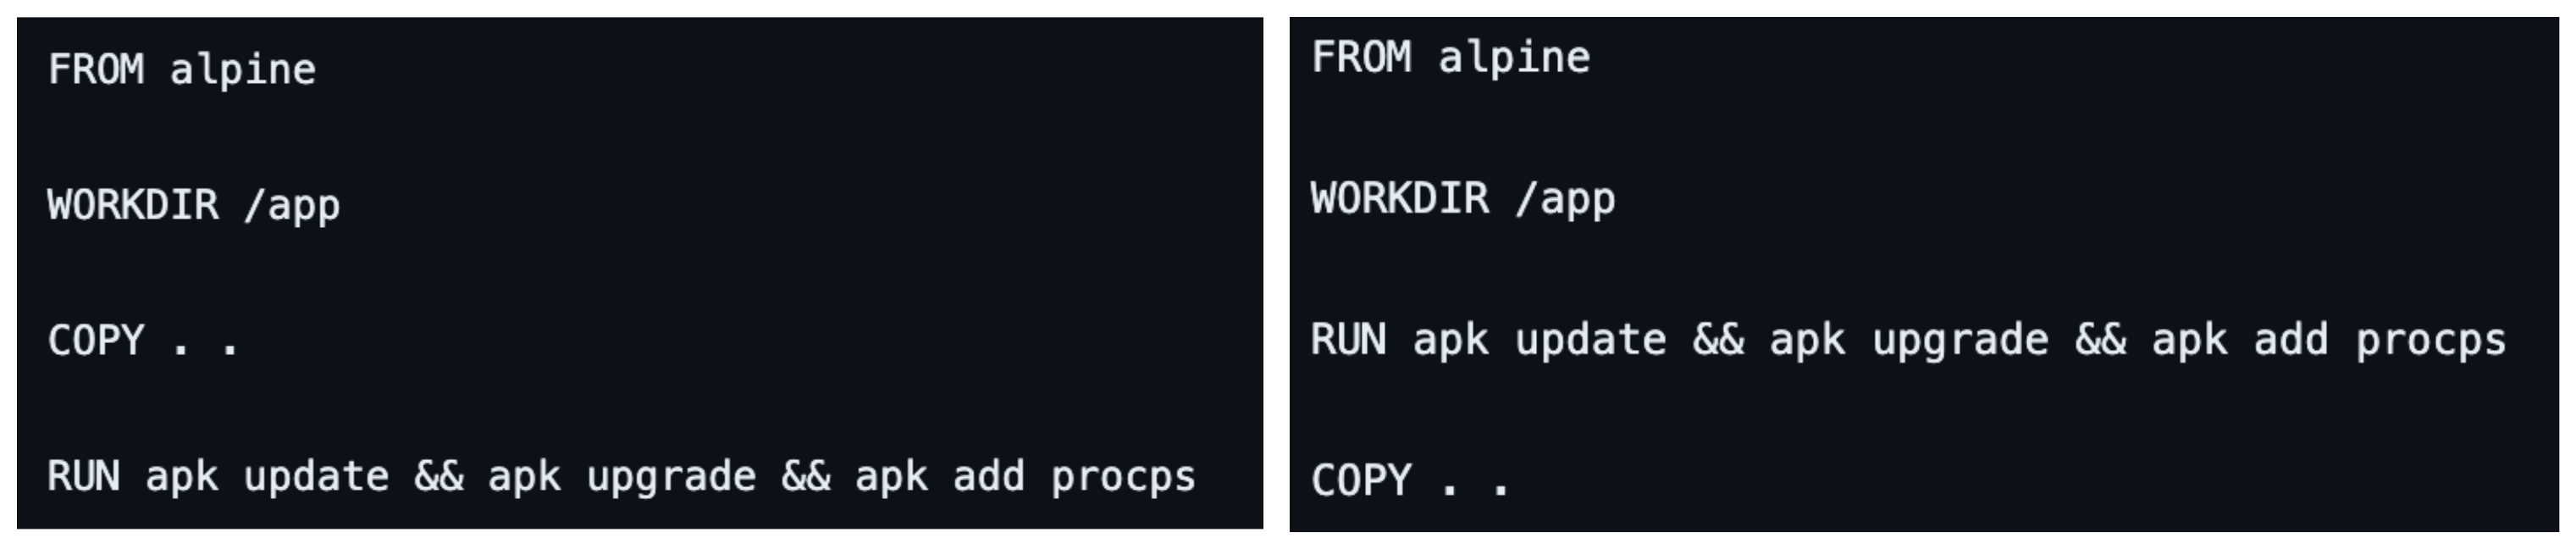 FROM alpine
WORKDIR /app
COPY . .
RUN apk update && apk upgrade && apk add procps
FROM alpine
WORKDIR /app
RUN apk update && apk upgrade && apk add procps
COPY . .